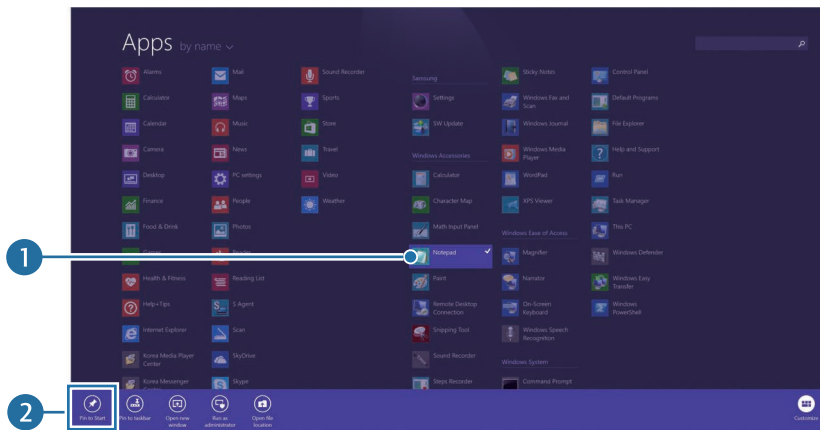 Apps by name
Alarms
Calculator
Calendar
Camera
Desktop
Finance
Food & Drink
Games
Health & Fitness
Help+Tips
Internet Explorer
Korea Media Player
Center
Korea Messenger
Center
Mail
Maps
Music
News
PC settings
People
Photos
Reader
Reading List
S Agent
Scan
SkyDrive
Skype
Sound Recorder
Sports
Store
Travel
Video
Weather
Samsung
Settings
SW Update
Windows Accessories
Calculator
Character Map
Math Input Panel
Notepad
Paint
Remote Desktop
Connection
Snipping Tool
Sound Recorder
Steps Recorder
Sticky Notes
Windows Fax and
Scan
Windows Journal
Windows Media
Player
WordPad
XPS Viewer
Windows Ease of Access
Magnifier
Narrator
On-Screen
Keyboard
Windows Speech
Recognition
Windows System
Command Prompt
Control Panel
Default Programs
File Explorer
Help and Support
Run
Task Manager
This PC
Windows Defender
Windows Easy
Transfer
Windows
PowerShell
1
2
Pin to Start
Pin to taskbar
Open new
window
Run as
administrator
Open file
location
Customize